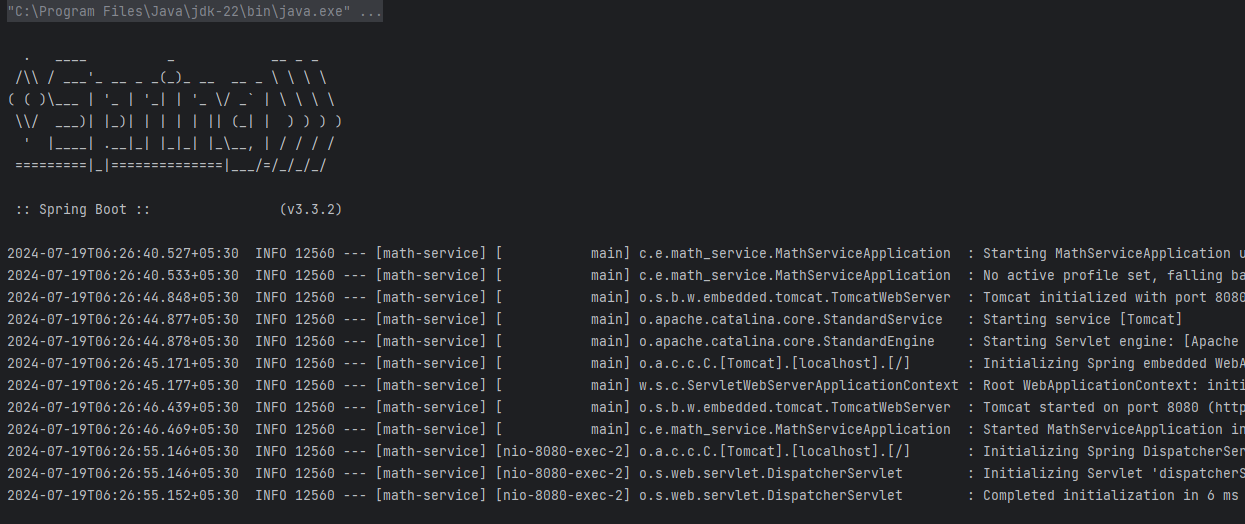 "C:\Program Files\Java\jdk-22\bin\java.exe" ...
  .   ____          _            __ _ _
 /\\ / ___'_ __ _ _(_)_ __  __ _ \ \ \ \
( ( )\___ | '_ | '_| | '_ \/ _` | \ \ \ \
 \\/  ___)| |_)| | | | | || (_| |  ) ) ) )
  '  |____| .__|_| |_|_| |_\__, | / / / /
 =========|_|==============|___/=/_/_/_/
 :: Spring Boot ::                (v3.3.2)
2024-07-19T06:26:40.527+05:30  INFO 12560 --- [math-service] [           main] c.e.math_service.MathServiceApplication  : Starting MathServiceApplication u
2024-07-19T06:26:40.533+05:30  INFO 12560 --- [math-service] [           main] c.e.math_service.MathServiceApplication  : No active profile set, falling ba
2024-07-19T06:26:44.848+05:30  INFO 12560 --- [math-service] [           main] o.s.b.w.embedded.tomcat.TomcatWebServer  : Tomcat initialized with port 8080
2024-07-19T06:26:44.877+05:30  INFO 12560 --- [math-service] [           main] o.apache.catalina.core.StandardService   : Starting service [Tomcat]
2024-07-19T06:26:44.878+05:30  INFO 12560 --- [math-service] [           main] o.apache.catalina.core.StandardEngine    : Starting Servlet engine: [Apache
2024-07-19T06:26:45.171+05:30  INFO 12560 --- [math-service] [           main] o.a.c.c.C.[Tomcat].[localhost].[/]       : Initializing Spring embedded WebA
2024-07-19T06:26:45.177+05:30  INFO 12560 --- [math-service] [           main] w.s.c.ServletWebServerApplicationContext : Root WebApplicationContext: initi
2024-07-19T06:26:46.439+05:30  INFO 12560 --- [math-service] [           main] o.s.b.w.embedded.tomcat.TomcatWebServer  : Tomcat started on port 8080 (http
2024-07-19T06:26:46.469+05:30  INFO 12560 --- [math-service] [           main] c.e.math_service.MathServiceApplication  : Started MathServiceApplication in
2024-07-19T06:26:55.146+05:30  INFO 12560 --- [math-service] [nio-8080-exec-2] o.a.c.c.C.[Tomcat].[localhost].[/]       : Initializing Spring DispatcherSer
2024-07-19T06:26:55.146+05:30  INFO 12560 --- [math-service] [nio-8080-exec-2] o.s.web.servlet.DispatcherServlet        : Initializing Servlet 'dispatcherS
2024-07-19T06:26:55.152+05:30  INFO 12560 --- [math-service] [nio-8080-exec-2] o.s.web.servlet.DispatcherServlet        : Completed initialization in 6 ms